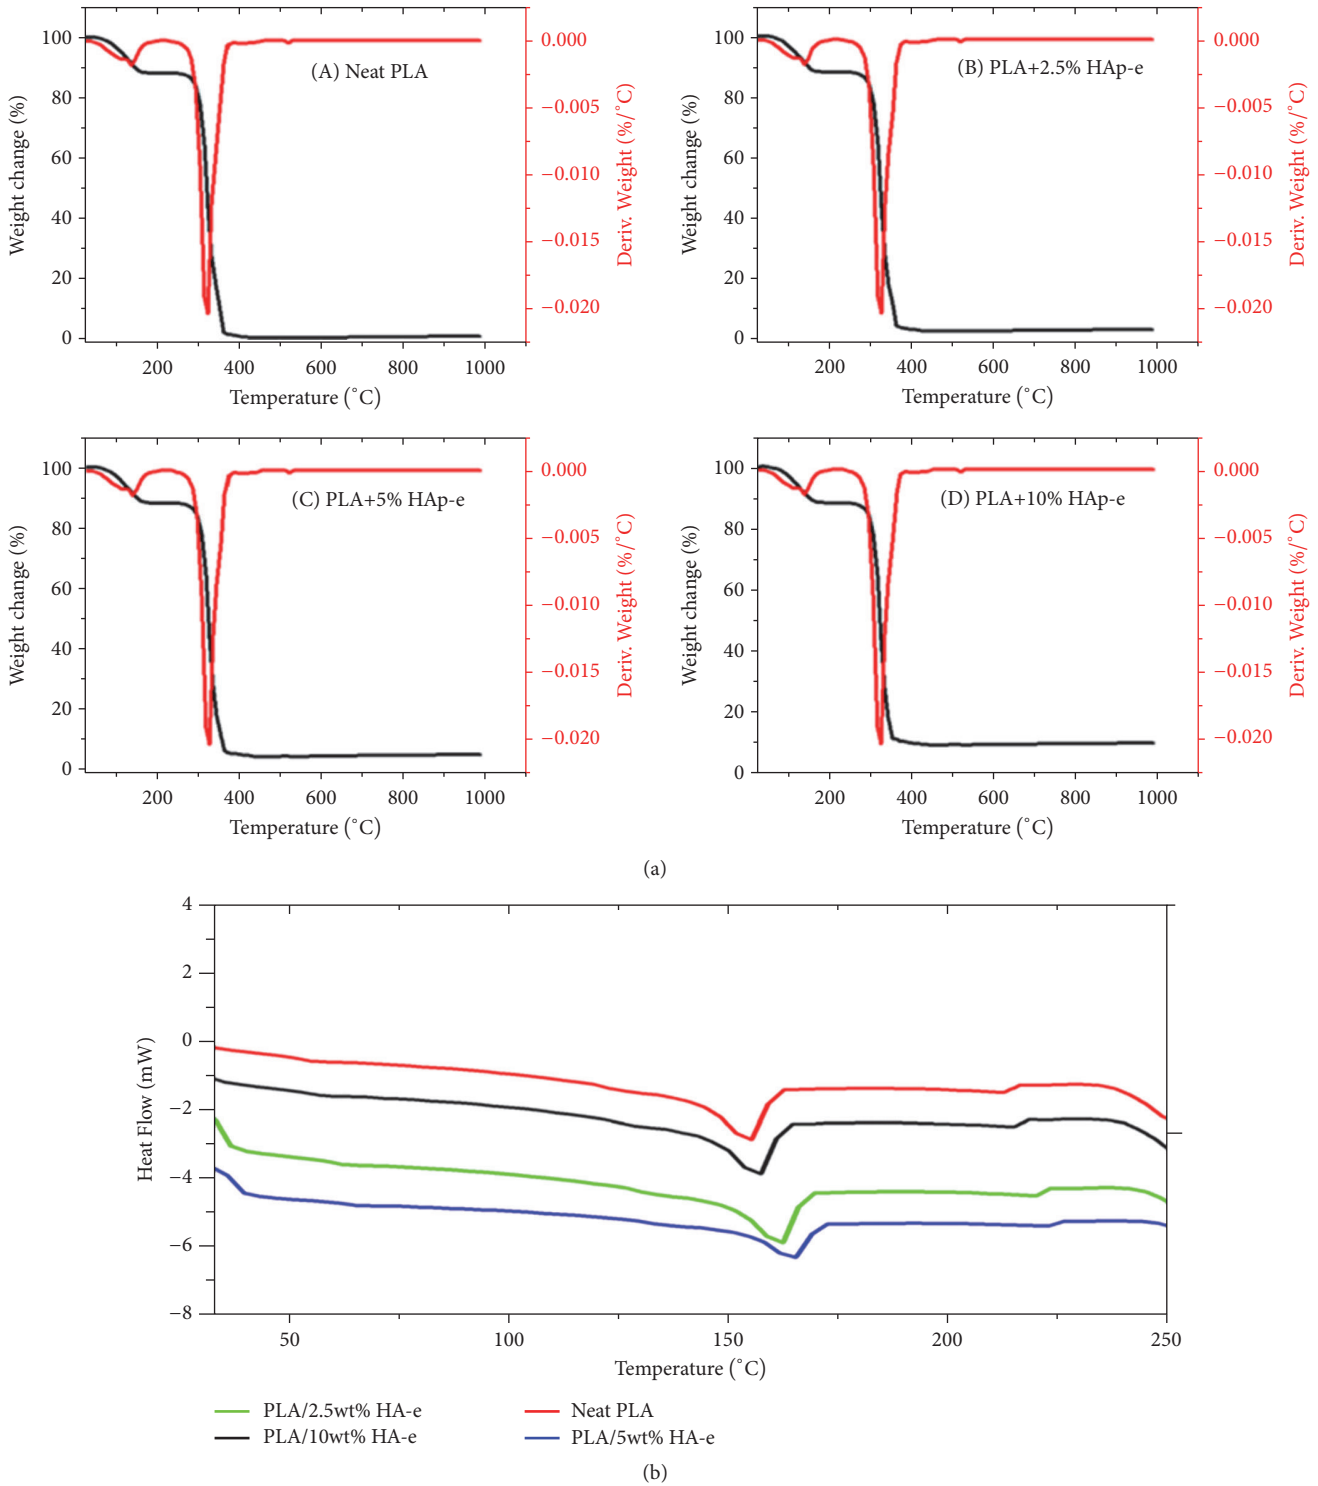 (A) Neat PLA
100
80
60
40
20
0
Weight change (%)
0.000
−0.005
−0.010
−0.015
−0.020
Deriv. Weight (%/°C)
200 400 600 800 1000
Temperature (°C)
(B) PLA+2.5% HAp-e
100
80
60
40
20
0
Weight change (%)
0.000
−0.005
−0.010
−0.015
−0.020
Deriv. Weight (%/°C)
200 400 600 800 1000
Temperature (°C)
(C) PLA+5% HAp-e
100
80
60
40
20
0
Weight change (%)
0.000
−0.005
−0.010
−0.015
−0.020
Deriv. Weight (%/°C)
200 400 600 800 1000
Temperature (°C)
(D) PLA+10% HAp-e
100
80
60
40
20
0
Weight change (%)
0.000
−0.005
−0.010
−0.015
−0.020
Deriv. Weight (%/°C)
200 400 600 800 1000
Temperature (°C)
(a)
4
2
0
−2
−4
−6
−8
Heat Flow (mW)
50 100 150 200 250
Temperature (°C)
PLA/2.5wt% HA-e
PLA/10wt% HA-e
Neat PLA
PLA/5wt% HA-e
(b)